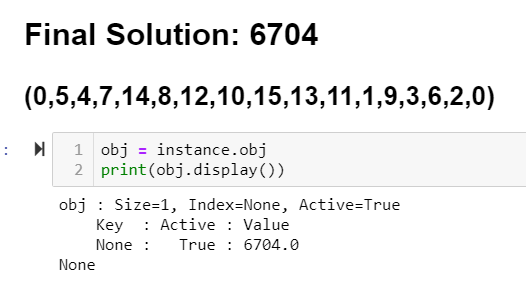 Final Solution: 6704
(0,5,4,7,14,8,12,10,15,13,11,1,9,3,6,2,0)
:
1 obj = instance.obj
2 print(obj.display())
obj : Size=1, Index=None, Active=True
    Key  : Active : Value
    None :   True : 6704.0
None